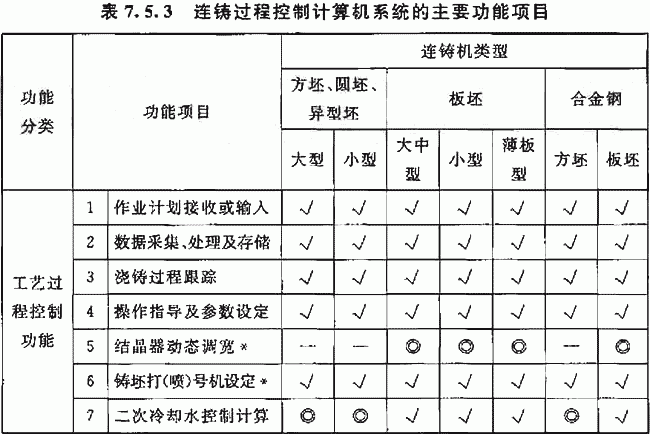 表 7.5.3 连铸过程控制计算机系统的主要功能项目
功能分类 功能项目 连铸机类型
方坯、圆坯、异型坯 板坯 合金钢
大型 小型 大中型 小型 薄板型 方坯 板坯
工艺过程控制功能
1 作业计划接收或输入 √ √ √ √ √ √ √
2 数据采集、处理及存储 √ √ √ √ √ √ √
3 浇铸过程跟踪 √ √ √ √ √ √ √
4 操作指导及参数设定 √ √ √ √ √ √ √
5 结晶器动态调宽* — — ◎ ◎ ◎ — ◎
6 铸坯打(喷)号机设定* √ √ √ √ √ √ √
7 二次冷却水控制计算 ◎ ◎ √ √ √ ◎ √